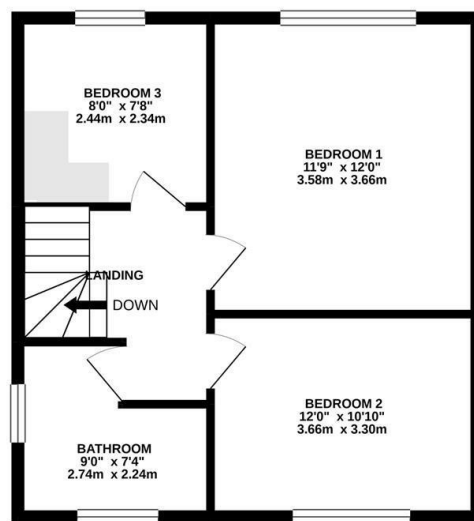 BEDROOM 3
8'0" x 7'8"
2.44m x 2.34m
BEDROOM 1
11'9" x 12'0"
3.58m x 3.66m
LANDING
DOWN
BEDROOM 2
12'0" x 10'10"
3.66m x 3.30m
BATHROOM
9'0" x 7'4"
2.74m x 2.24m